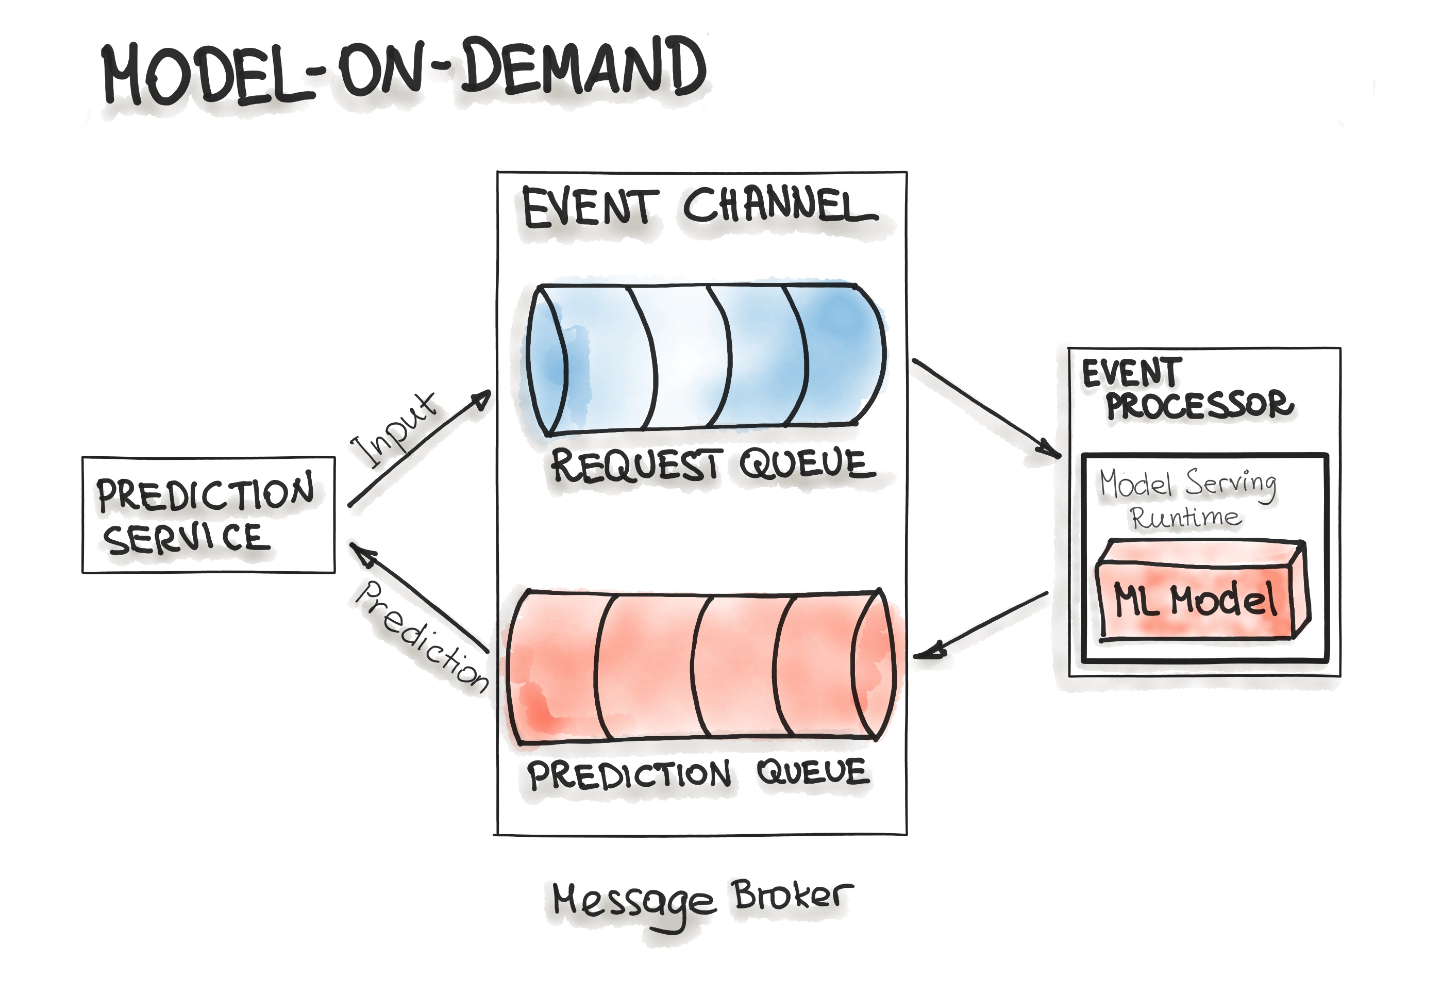 MODEL-ON-DEMAND
EVENT CHANNEL
REQUEST QUEUE
Input
PREDICTION
SERVICE
Prediction
PREDICTION QUEUE
Message Broker
EVENT
PROCESSOR
Model Serving
Runtime
ML Model